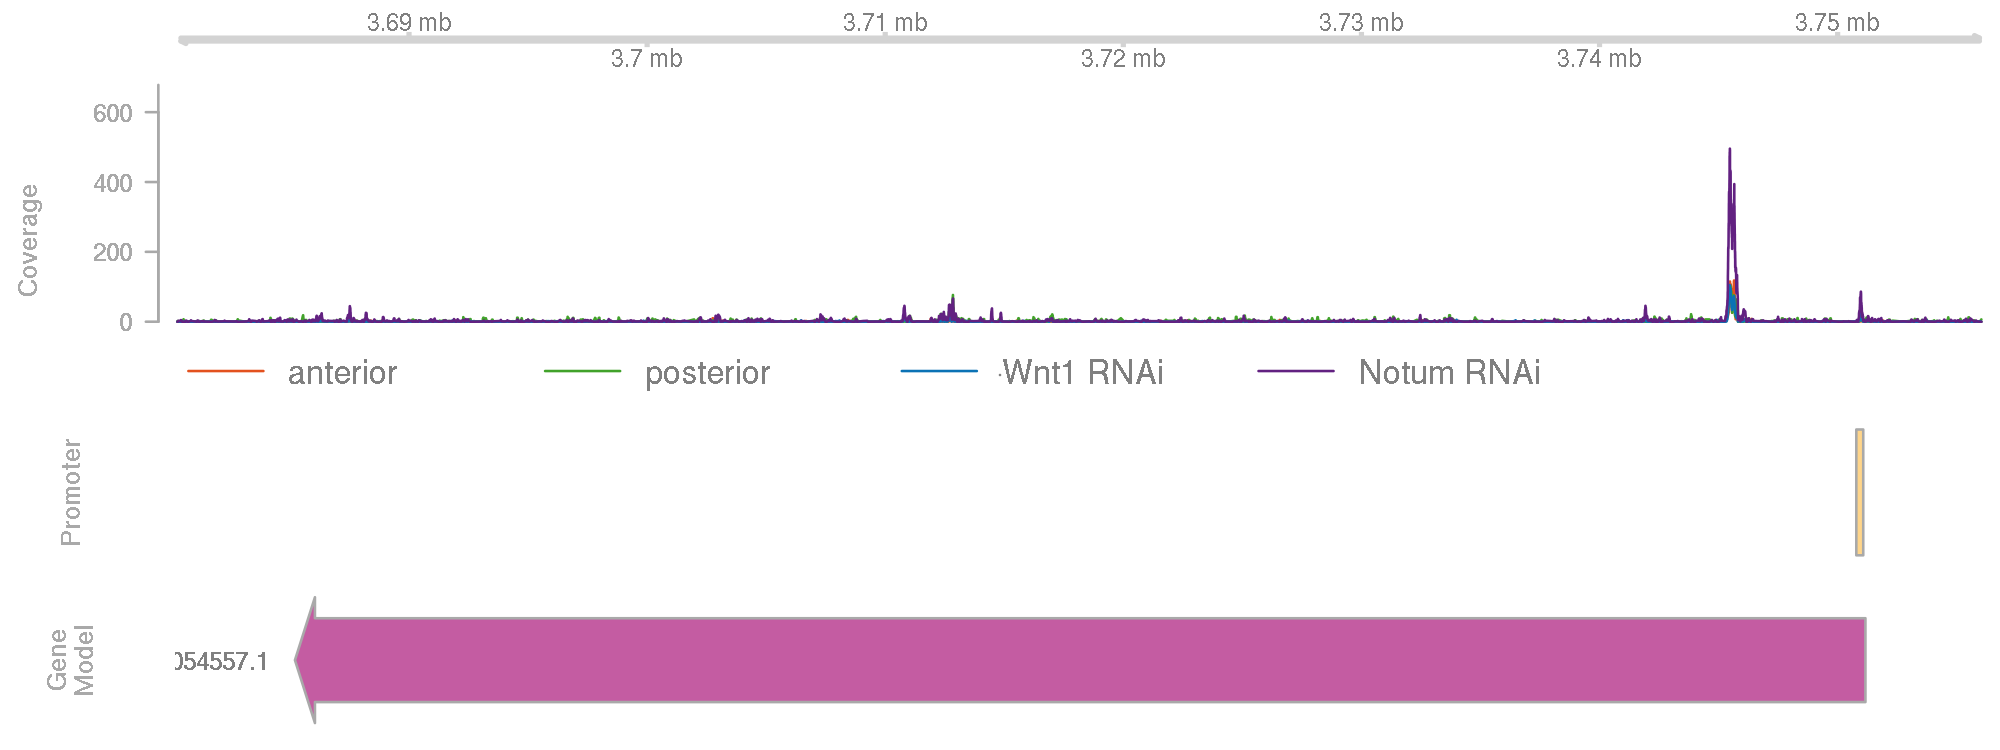 3.69 mb 3.71 mb 3.73 mb 3.75 mb
3.7 mb 3.72 mb 3.74 mb
Coverage
600
400
200
0
anterior posterior Wnt1 RNAi Notum RNAi
Promoter
Gene
Model
054557.1